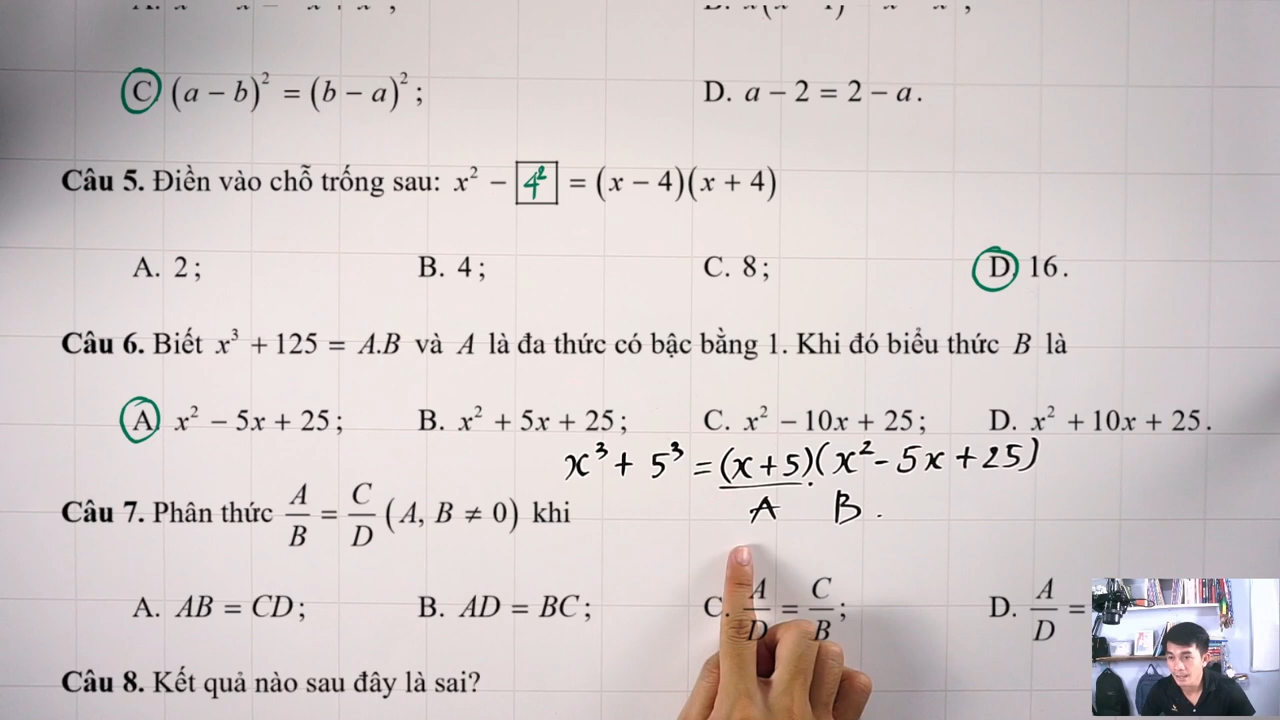 C. (a − b)² = (b − a)²; D. a − 2 = 2 − a.
Câu 5. Điền vào chỗ trống sau: x² − 4² = (x − 4)(x + 4)
A. 2; B. 4; C. 8; D. 16.
Câu 6. Biết x³ + 125 = A.B và A là đa thức có bậc bằng 1. Khi đó biểu thức B là
A. x² − 5x + 25; B. x² + 5x + 25; C. x² − 10x + 25; D. x² + 10x + 25.
x³ + 5³ = (x+5).(x² − 5x + 25)
A B.
Câu 7. Phân thức A/B = C/D (A, B ≠ 0) khi
A. AB = CD; B. AD = BC; C. A/D = C/B; D. A/D =
Câu 8. Kết quả nào sau đây là sai?